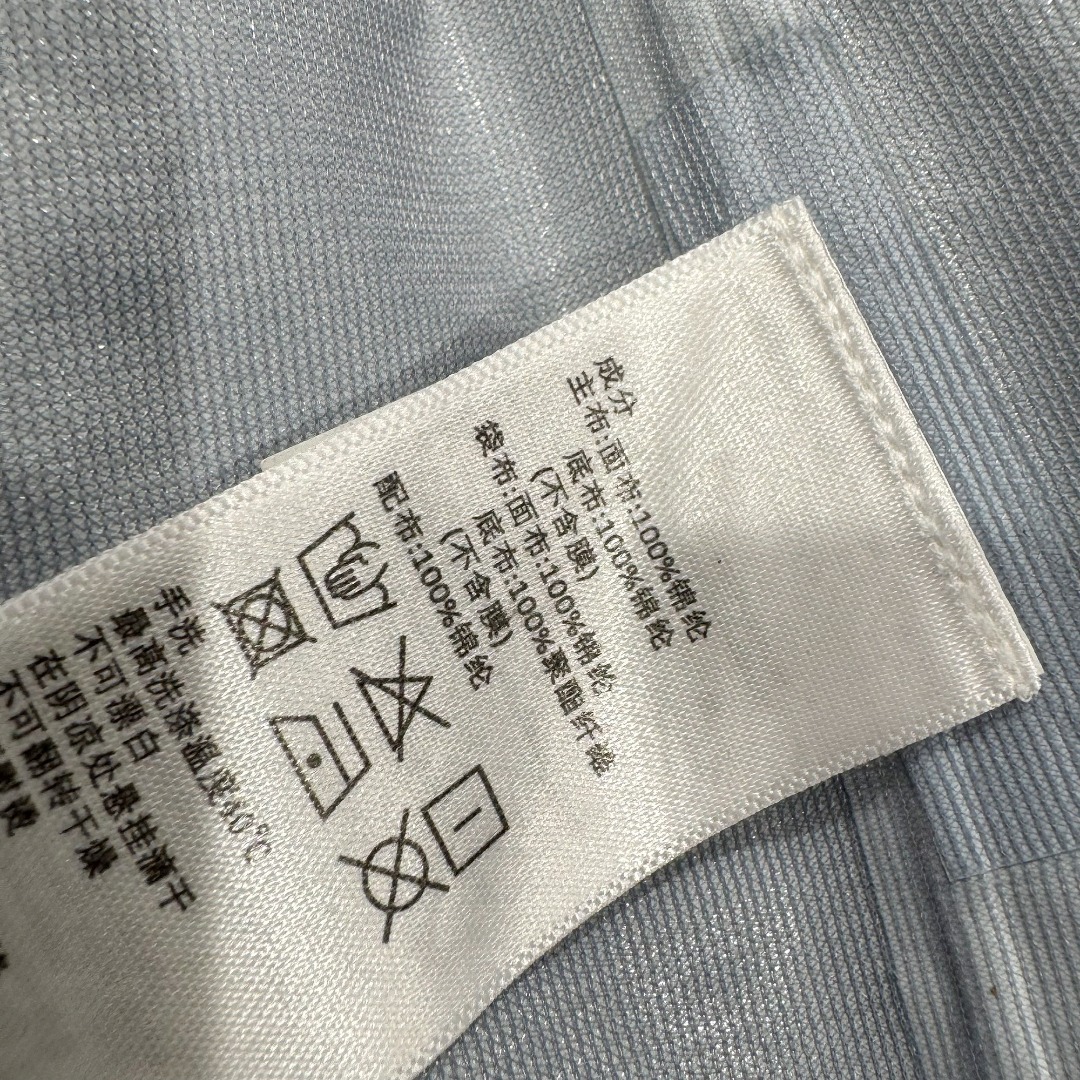 成分
主布:面布:100%锦纶
底布:100%锦纶
(不含膜)
袋布:面布:100%锦纶
底布:100%聚酯纤维
(不含膜)
配布:100%锦纶
手洗
最高洗涤温度40℃
不可漂白
在阴凉处悬挂滴干
不可翻转干燥